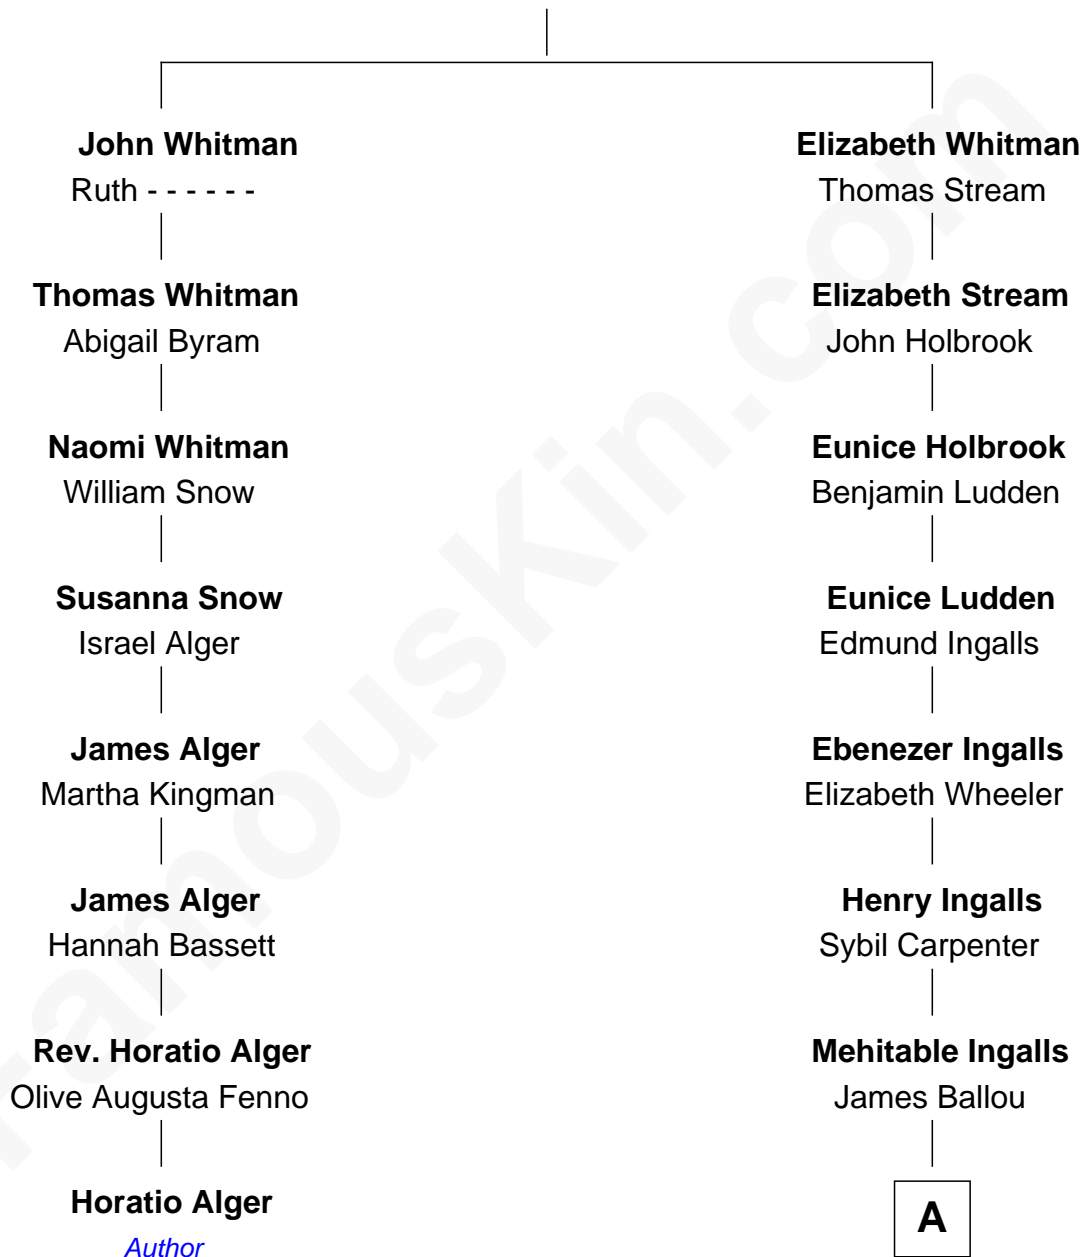 John Whitman
Ruth - - - - - -
Thomas Whitman
Abigail Byram
Naomi Whitman
William Snow
Susanna Snow
Israel Alger
James Alger
Martha Kingman
James Alger
Hannah Bassett
Rev. Horatio Alger
Olive Augusta Fenno
Horatio Alger
Author
Elizabeth Whitman
Thomas Stream
Elizabeth Stream
John Holbrook
Eunice Holbrook
Benjamin Ludden
Eunice Ludden
Edmund Ingalls
Ebenezer Ingalls
Elizabeth Wheeler
Henry Ingalls
Sybil Carpenter
Mehitable Ingalls
James Ballou
A
FamousKin.com